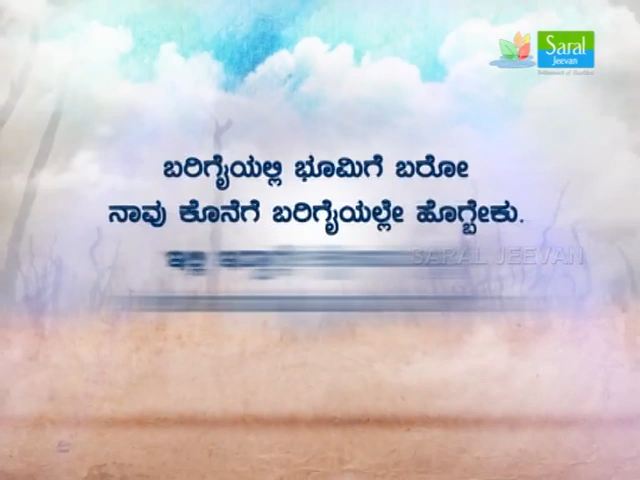 Saral
Jeevan
ಬರಿಗೈಯಲ್ಲಿ ಭೂಮಿಗೆ ಬರೋ
ನಾವು ಕೊನೆಗೆ ಬರಿಗೈಯಲ್ಲೇ ಹೊಗ್ಬೇಕು.
SARAL JEEVAN